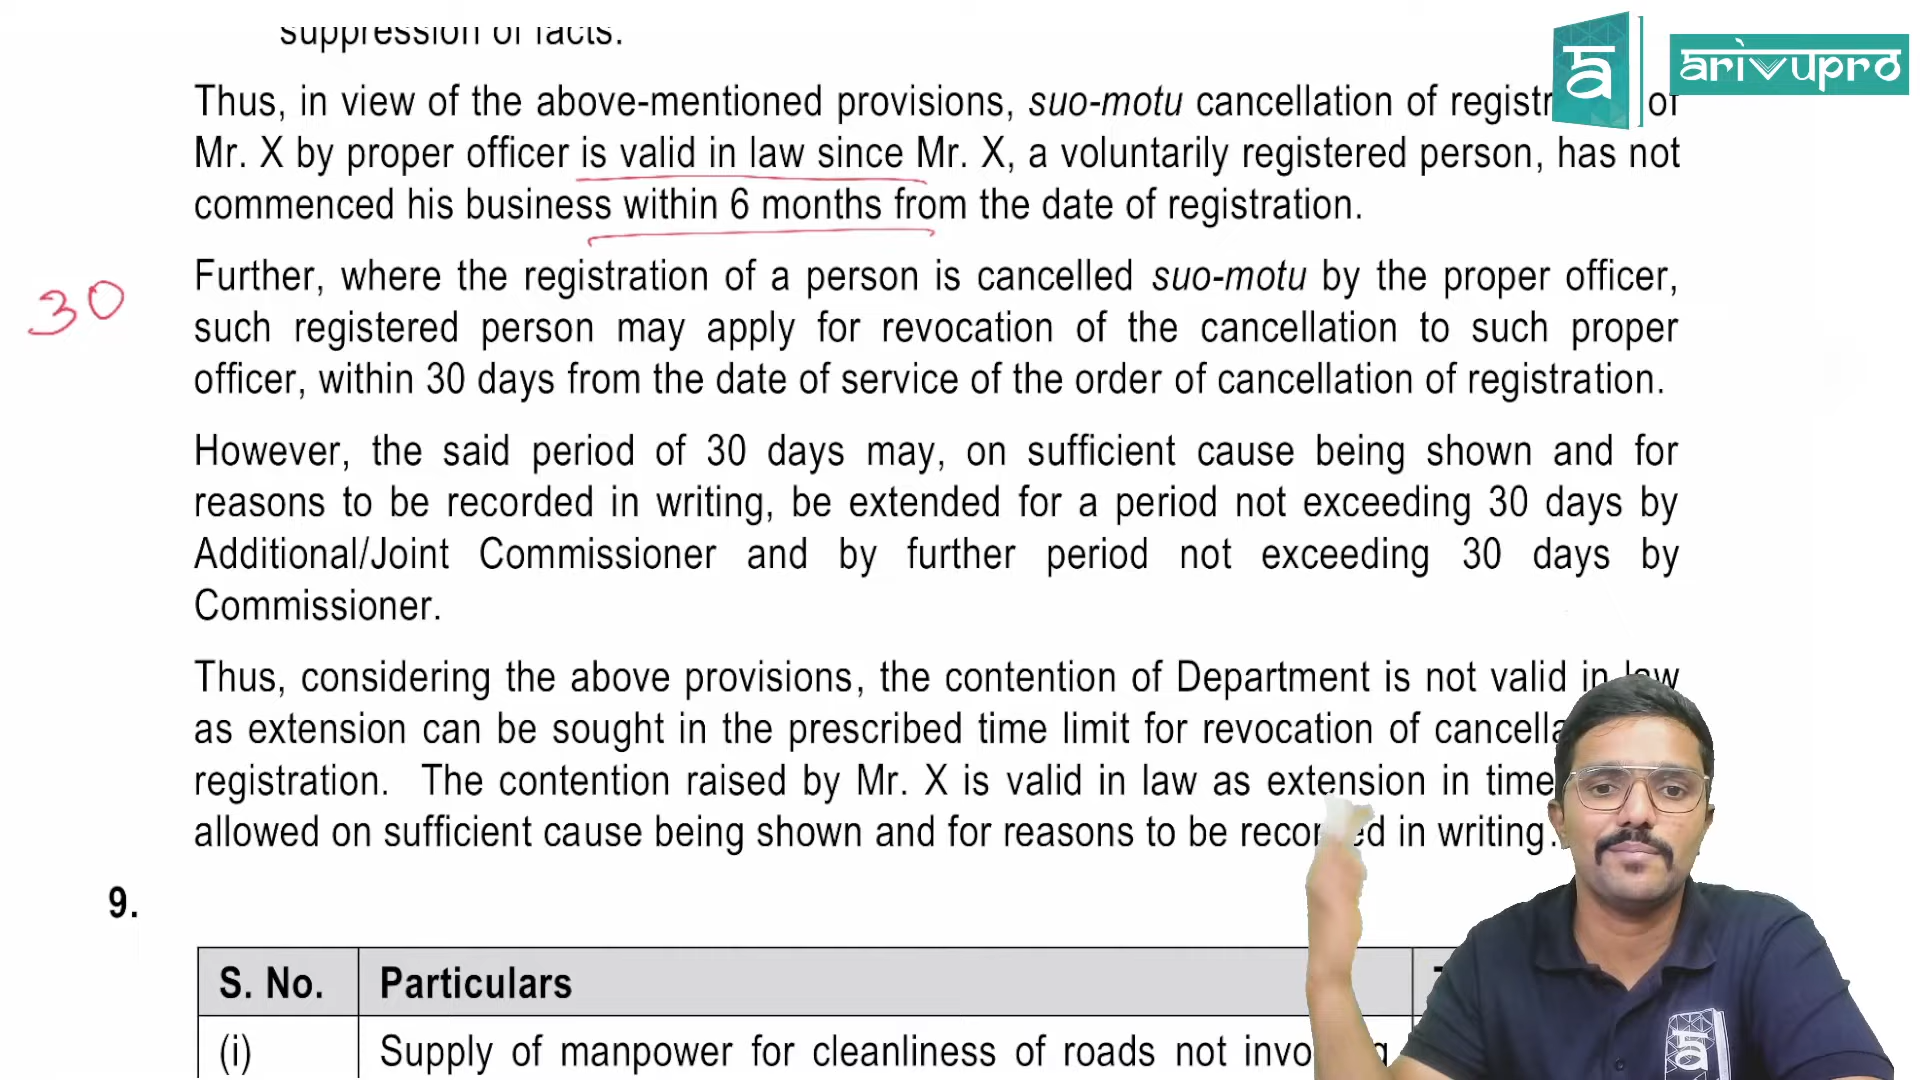 suppression of facts.
arivupro
Thus, in view of the above-mentioned provisions, suo-motu cancellation of of
Mr. X by proper officer is valid in law since Mr. X, a voluntarily registered person, has not
commenced his business within 6 months from the date of registration.
30
Further, where the registration of a person is cancelled suo-motu by the proper officer,
such registered person may apply for revocation of the cancellation to such proper
officer, within 30 days from the date of service of the order of cancellation of registration.
However, the said period of 30 days may, on sufficient cause being shown and for
reasons to be recorded in writing, be extended for a period not exceeding 30 days by
Additional/Joint Commissioner and by further period not exceeding 30 days by
Commissioner.
Thus, considering the above provisions, the contention of Department is not valid in law
as extension can be sought in the prescribed time limit for revocation of
registration. The contention raised by Mr. X is valid in law as extension in time
allowed on sufficient cause being shown and for reasons to be recorded in writing.
9.
S. No. Particulars
(i) Supply of manpower for cleanliness of roads not